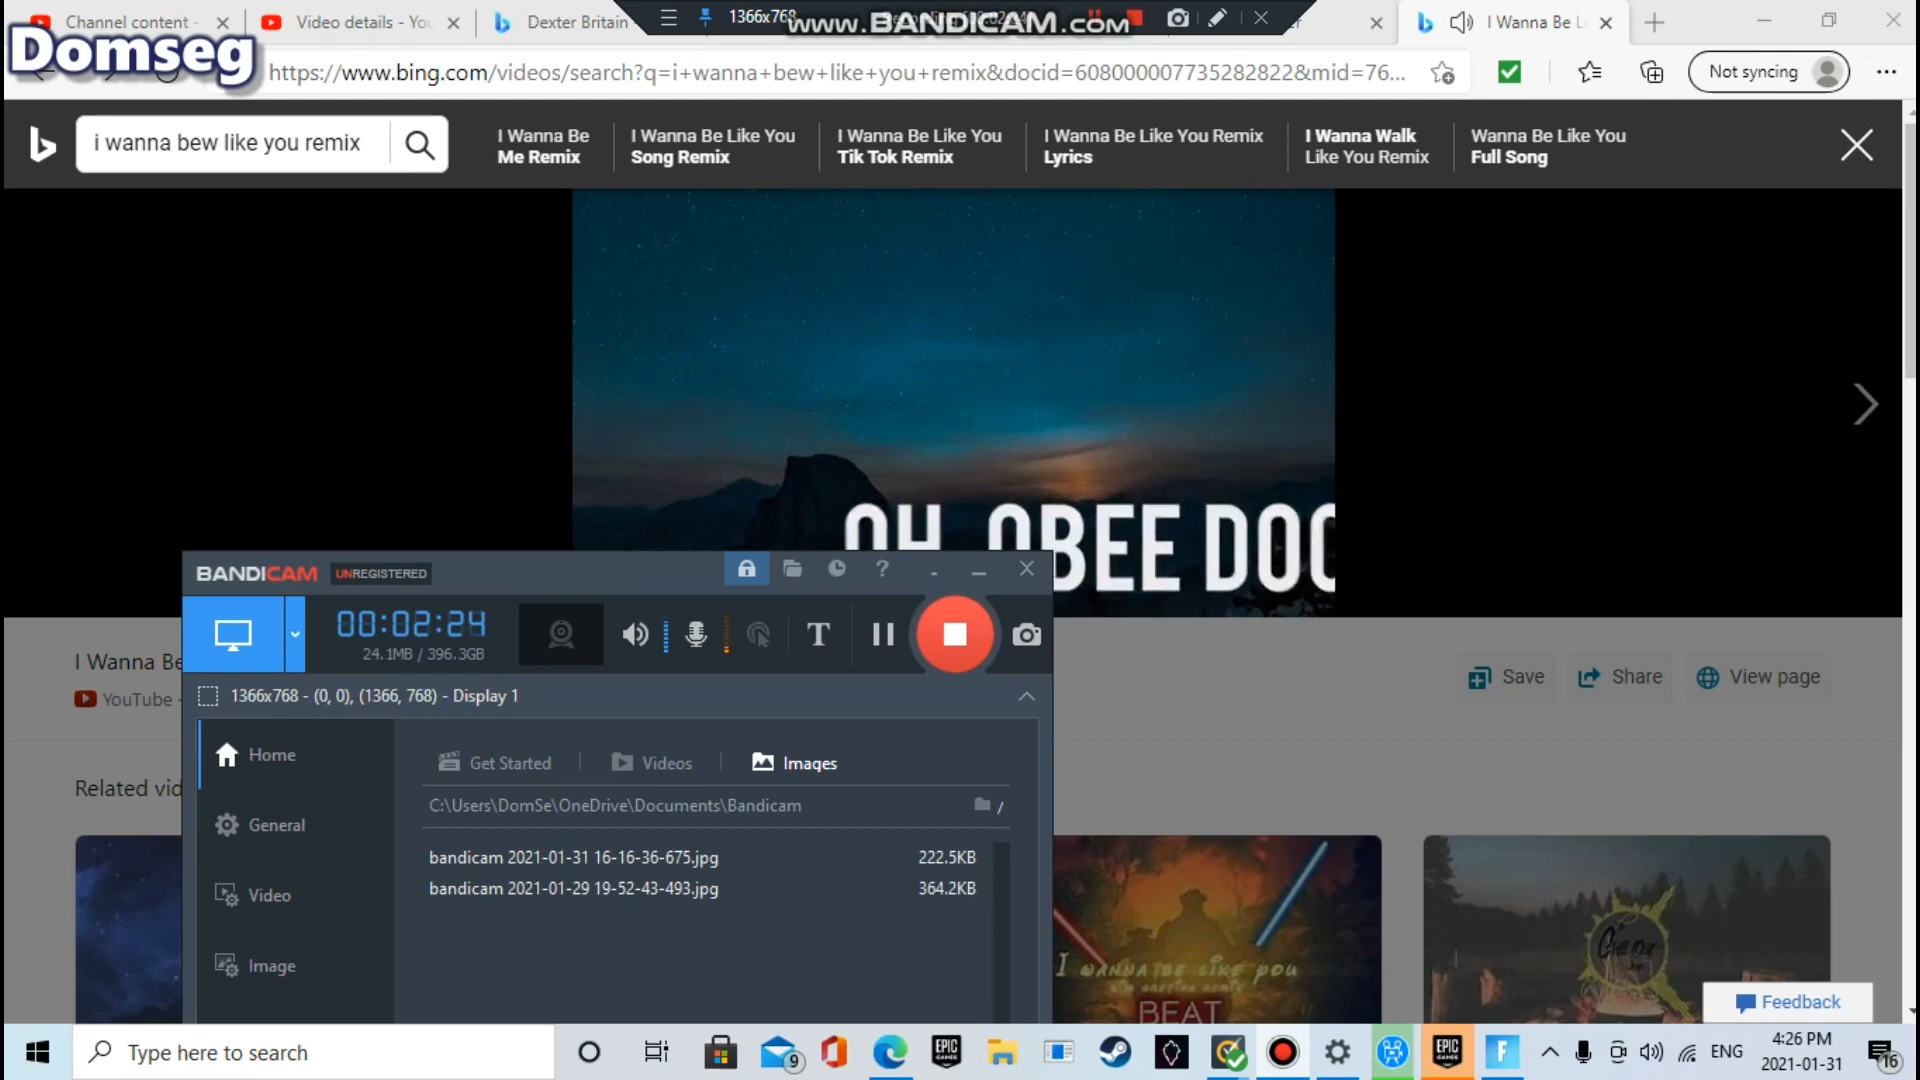 Channel content -
Video details - You
Dexter Britain
1366x768
www.BANDICAM.com
I Wanna Be L
Domseg
https://www.bing.com/videos/search?q=i+wanna+bew+like+you+remix&docid=608000007735282822&mid=76...
Not syncing
i wanna bew like you remix
I Wanna Be
Me Remix
I Wanna Be Like You
Song Remix
I Wanna Be Like You
Tik Tok Remix
I Wanna Be Like You Remix
Lyrics
I Wanna Walk
Like You Remix
Wanna Be Like You
Full Song
OH, OBEE DOO
BANDICAM
UNREGISTERED
00:02:24
24.1MB / 396.3GB
I Wanna Be
YouTube
Save
Share
View page
1366x768 - (0, 0), (1366, 768) - Display 1
Home
Get Started
Videos
Images
Related vid
C:\Users\DomSe\OneDrive\Documents\Bandicam
General
bandicam 2021-01-31 16-16-36-675.jpg
222.5KB
bandicam 2021-01-29 19-52-43-493.jpg
364.2KB
Video
Image
I WANNA BE LIKE YOU
BEAT
Feedback
Type here to search
9
EPIC
GAMES
EPIC
GAMES
F
ENG
4:26 PM
2021-01-31
16